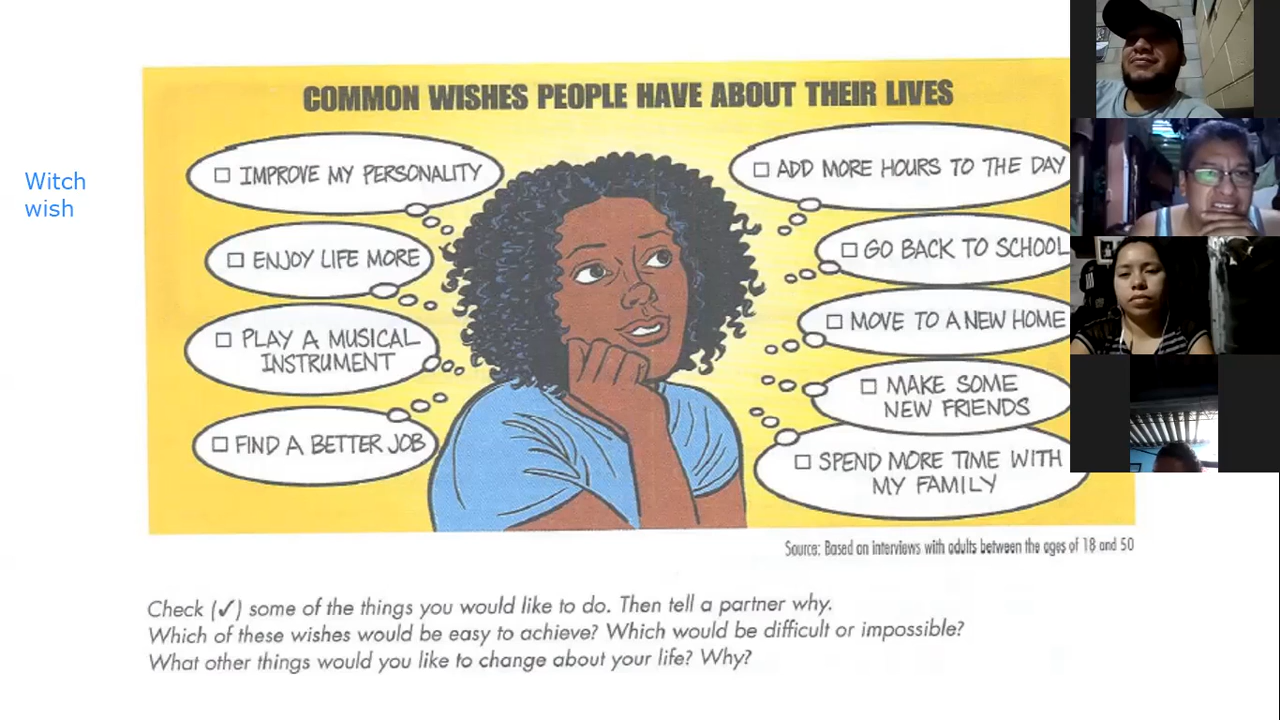 Witch
wish
COMMON WISHES PEOPLE HAVE ABOUT THEIR LIVES
IMPROVE MY PERSONALITY
ENJOY LIFE MORE
PLAY A MUSICAL
INSTRUMENT
FIND A BETTER JOB
ADD MORE HOURS TO THE DAY
GO BACK TO SCHOOL
MOVE TO A NEW HOME
MAKE SOME
NEW FRIENDS
SPEND MORE TIME WITH
MY FAMILY
Source: Based on interviews with adults between the ages of 18 and 50
Check (✓) some of the things you would like to do. Then tell a partner why.
Which of these wishes would be easy to achieve? Which would be difficult or impossible?
What other things would you like to change about your life? Why?